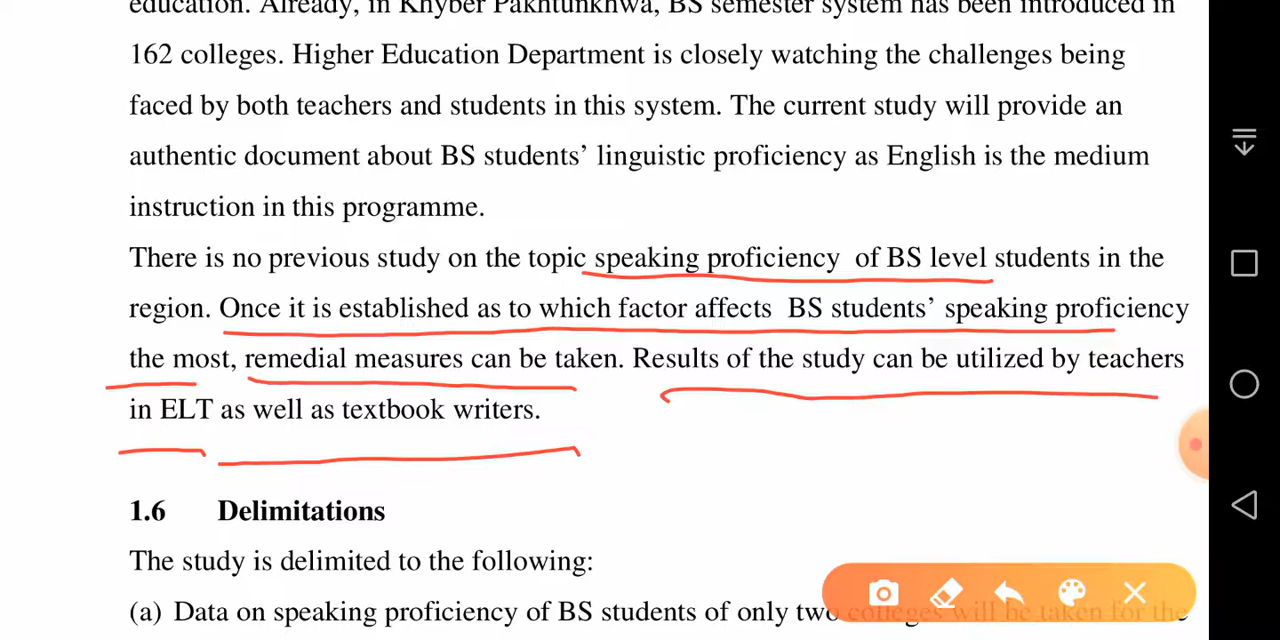 education. Already, in Khyber Pakhtunkhwa, BS semester system has been introduced in
162 colleges. Higher Education Department is closely watching the challenges being
faced by both teachers and students in this system. The current study will provide an
authentic document about BS students’ linguistic proficiency as English is the medium
instruction in this programme.
There is no previous study on the topic speaking proficiency of BS level students in the
region. Once it is established as to which factor affects BS students’ speaking proficiency
the most, remedial measures can be taken. Results of the study can be utilized by teachers
in ELT as well as textbook writers.
1.6 Delimitations
The study is delimited to the following:
(a) Data on speaking proficiency of BS students of only two colleges will be taken for the